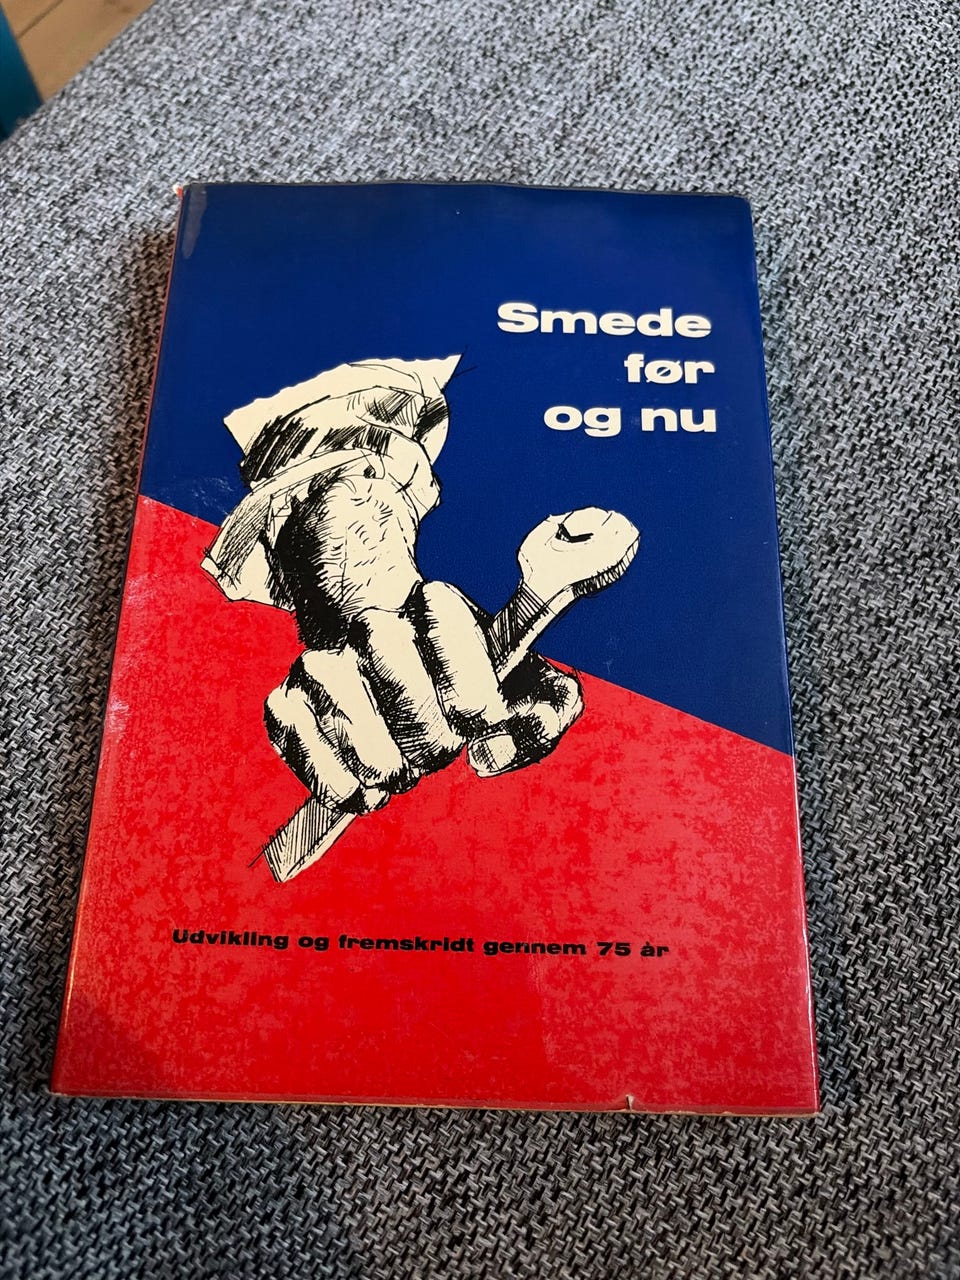 Smede
før
og nu
Udvikling og fremskridt gennem 75 år